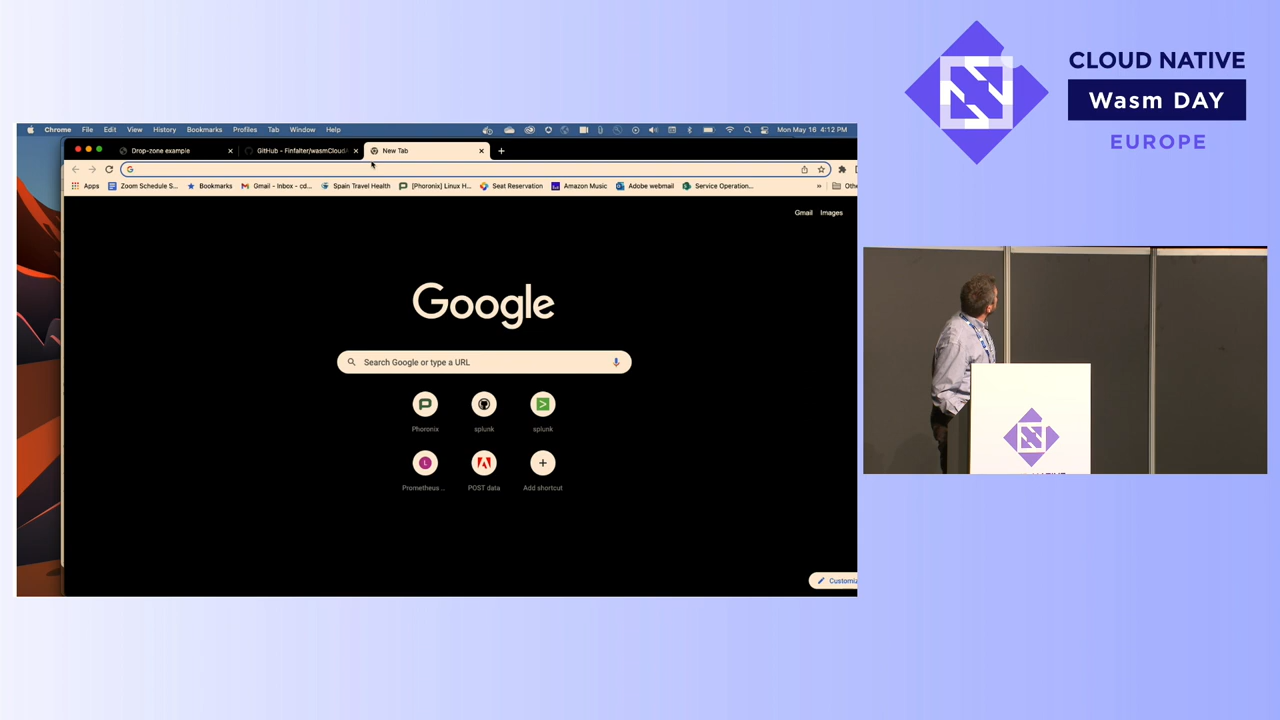 CLOUD NATIVE
Wasm DAY
EUROPE
Chrome File Edit View History Bookmarks Profiles Tab Window Help
Mon May 16 4:12 PM
Drop-zone example
GitHub - Finfalter/wasmCloud
New Tab
Apps Zoom Schedule S... Bookmarks Gmail - Inbox - cd... Spain Travel Health [Phoronix] Linux H... Seat Reservation Amazon Music Adobe webmail Service Operation... » Othe
Gmail Images
Google
Search Google or type a URL
Phoronix splunk splunk
L
Prometheus ... POST data Add shortcut
Customiz